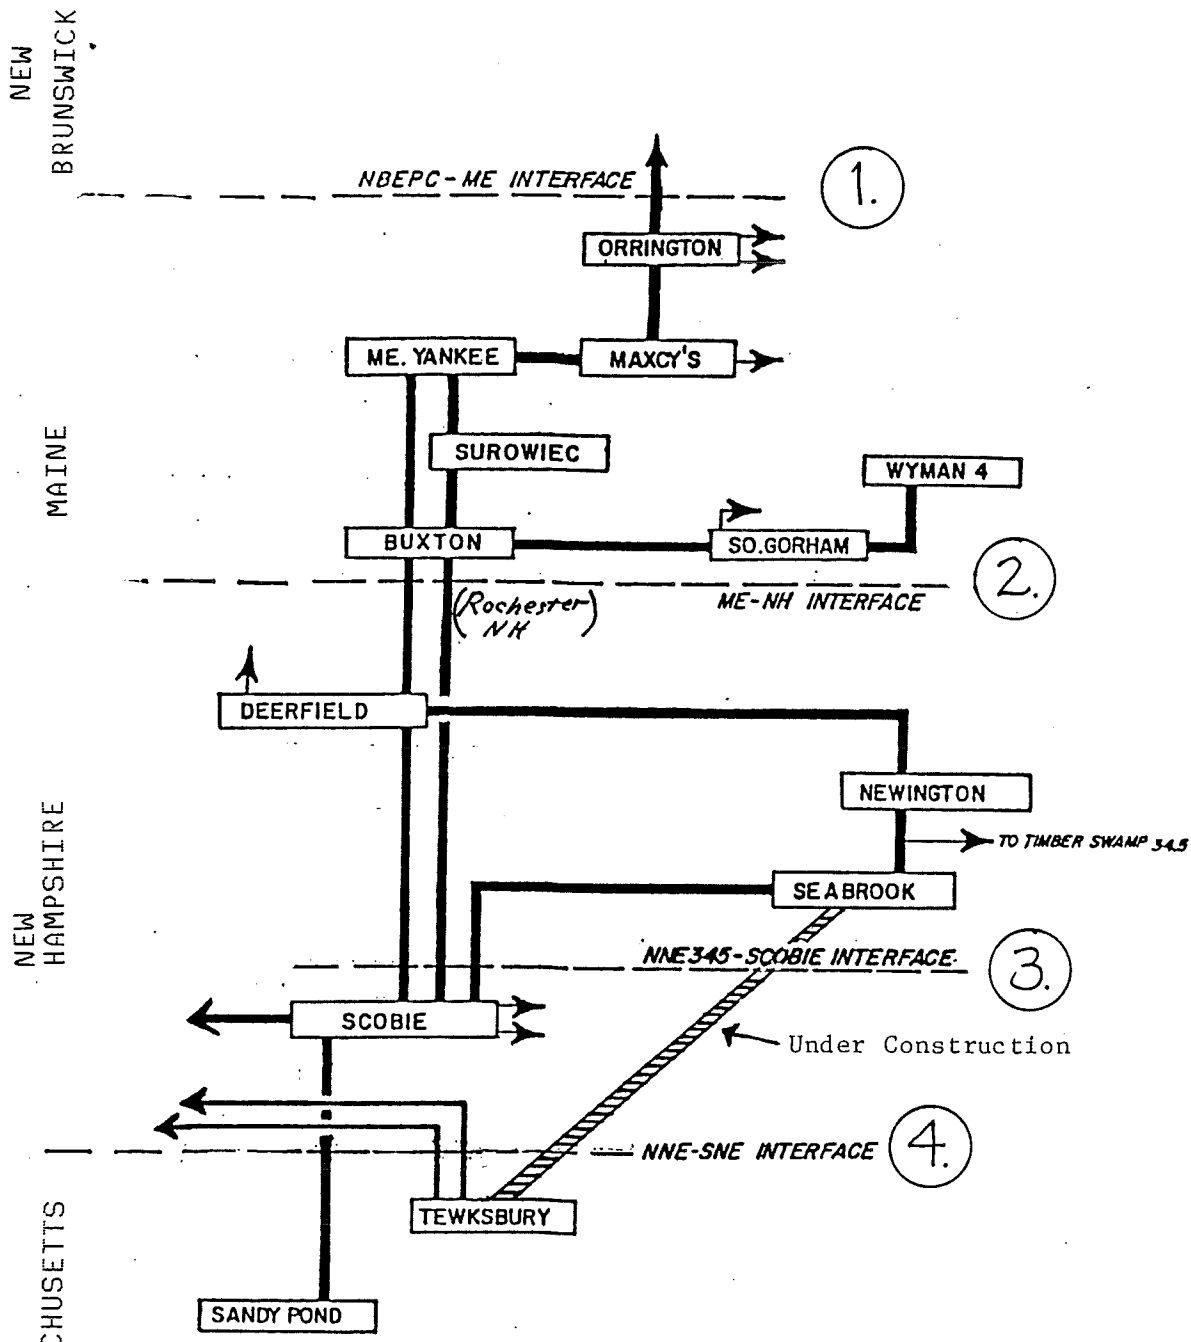 NEW
BRUNSWICK
NBEPC-ME INTERFACE
1.
ORRINGTON
ME. YANKEE
MAXCY'S
MAINE
SUROWIEC
WYMAN 4
BUXTON
SO.GORHAM
2.
ME-NH INTERFACE
(Rochester)
NH
DEERFIELD
NEWINGTON
TO TIMBER SWAMP 34.5
NEW
HAMPSHIRE
SEABROOK
NNE345-SCOBIE INTERFACE
3.
SCOBIE
Under Construction
NNE-SNE INTERFACE
4.
TEWKSBURY
CHUSETTS
SANDY POND